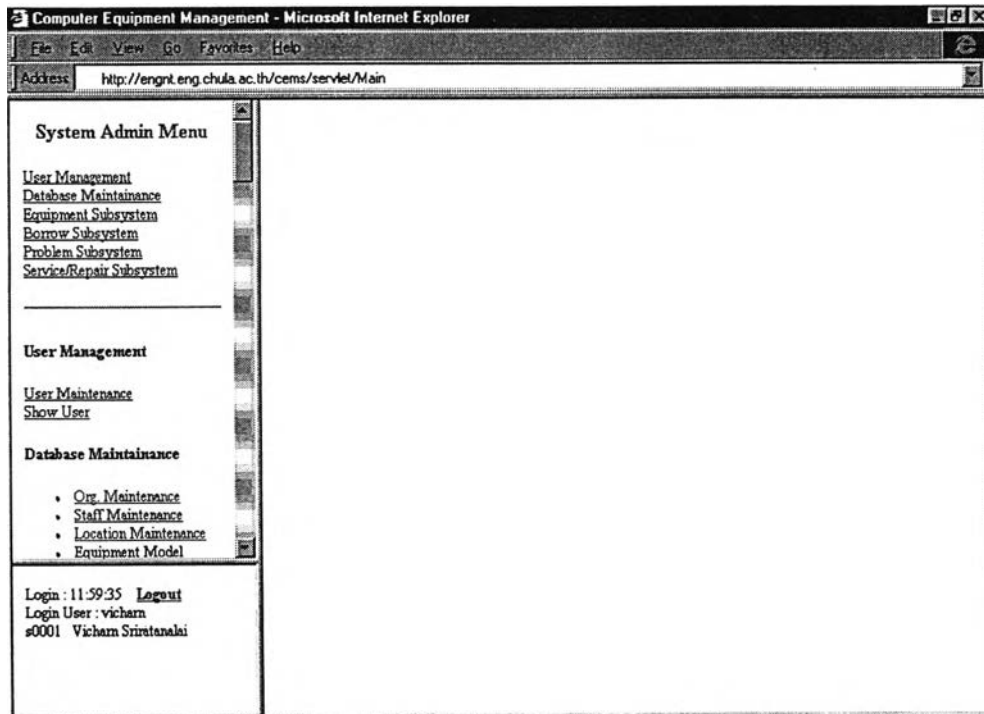 Computer Equipment Management - Microsoft Internet Explorer
File Edit View Go Favorites Help
Address http://engnt.eng.chula.ac.th/cems/servlet/Main
System Admin Menu
User Management
Database Maintainance
Equipment Subsystem
Borrow Subsystem
Problem Subsystem
Service/Repair Subsystem
User Management
User Maintenance
Show User
Database Maintainance
• Org. Maintenance
• Staff Maintenance
• Location Maintenance
• Equipment Model
Login : 11:59:35 Logout
Login User : vicharn
s0001 Vicharn Sriratanalai